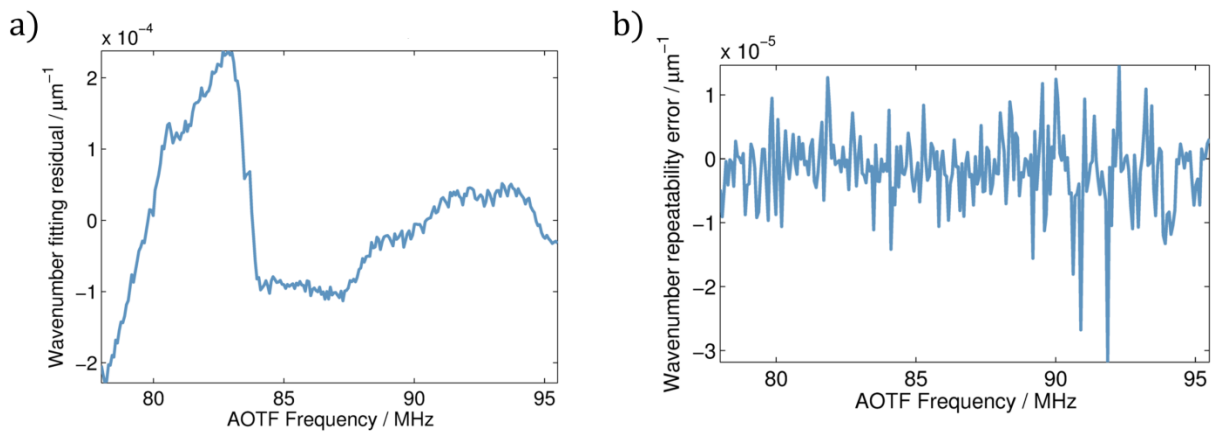 a)
x 10⁻⁴
Wavenumber fitting residual / μm⁻¹
2
1
0
−1
−2
80
85
90
95
AOTF Frequency / MHz
b)
x 10⁻⁵
Wavenumber repeatability error / μm⁻¹
1
0
−1
−2
−3
80
85
90
95
AOTF Frequency / MHz